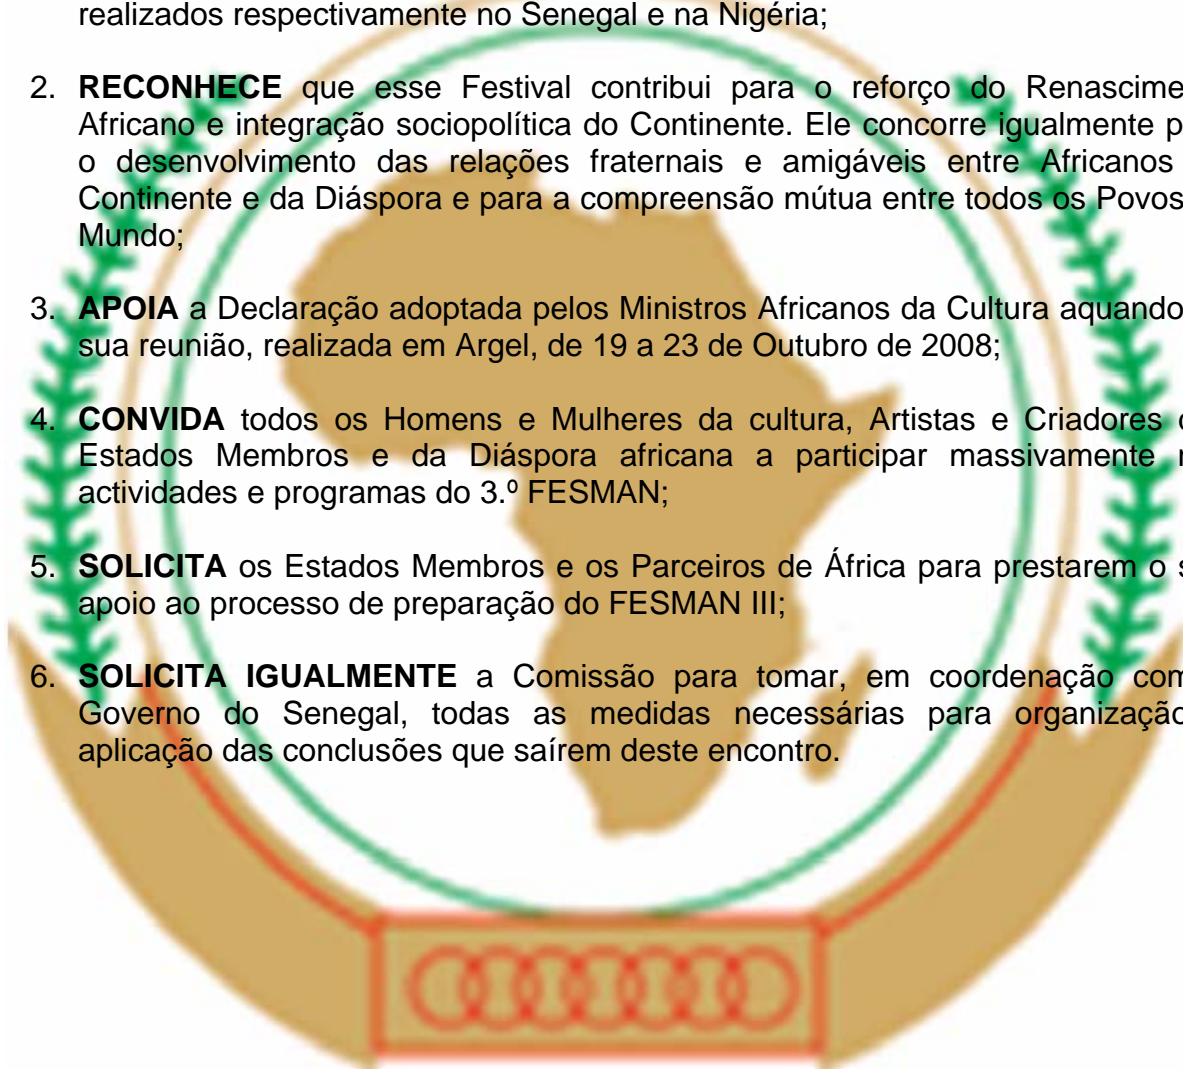 realizados respectivamente no Senegal e na Nigéria;
2. RECONHECE que esse Festival contribui para o reforço do Renascime
Africano e integração sociopolítica do Continente. Ele concorre igualmente p
o desenvolvimento das relações fraternais e amigáveis entre Africanos
Continente e da Diáspora e para a compreensão mútua entre todos os Povos
Mundo;
3. APOIA a Declaração adoptada pelos Ministros Africanos da Cultura aquando
sua reunião, realizada em Argel, de 19 a 23 de Outubro de 2008;
4. CONVIDA todos os Homens e Mulheres da cultura, Artistas e Criadores
Estados Membros e da Diáspora africana a participar massivamente
actividades e programas do 3.º FESMAN;
5. SOLICITA os Estados Membros e os Parceiros de África para prestarem o s
apoio ao processo de preparação do FESMAN III;
6. SOLICITA IGUALMENTE a Comissão para tomar, em coordenação com
Governo do Senegal, todas as medidas necessárias para organização
aplicação das conclusões que saírem deste encontro.